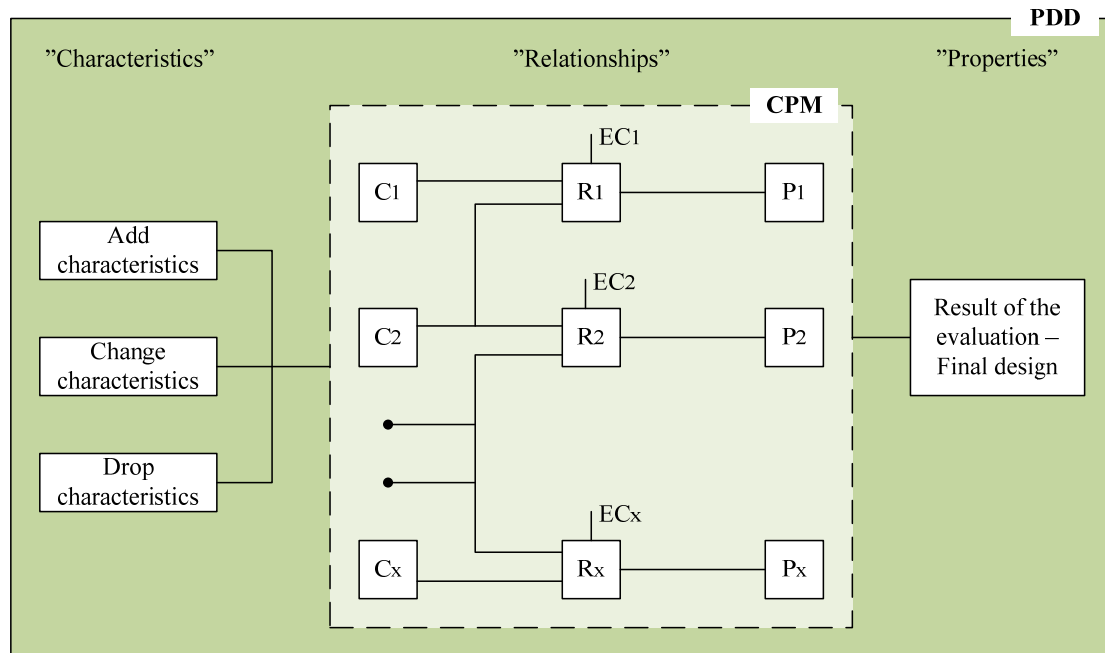 PDD
”Characteristics”
”Relationships”
”Properties”
CPM
EC1
C1
R1
P1
Add
characteristics
EC2
C2
R2
P2
Change
characteristics
Result of the
evaluation –
Final design
Drop
characteristics
ECx
Cx
Rx
Px